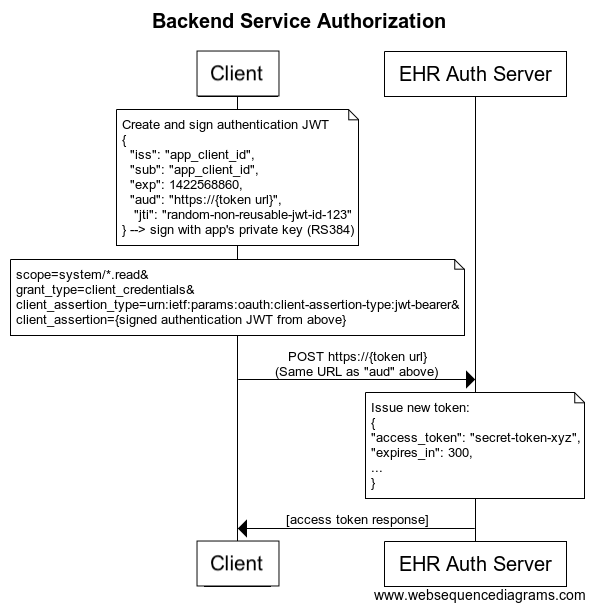 Backend Service Authorization
Client
EHR Auth Server
Create and sign authentication JWT
{
"iss": "app_client_id",
"sub": "app_client_id",
"exp": 1422568860,
"aud": "https://{token url}",
"jti": "random-non-reusable-jwt-id-123"
} --> sign with app's private key (RS384)
scope=system/*.read&
grant_type=client_credentials&
client_assertion_type=urn:ietf:params:oauth:client-assertion-type:jwt-bearer&
client_assertion={signed authentication JWT from above}
POST https://{token url}
(Same URL as "aud" above)
Issue new token:
{
"access_token": "secret-token-xyz",
"expires_in": 300,
...
}
[access token response]
Client
EHR Auth Server
www.websequencediagrams.com